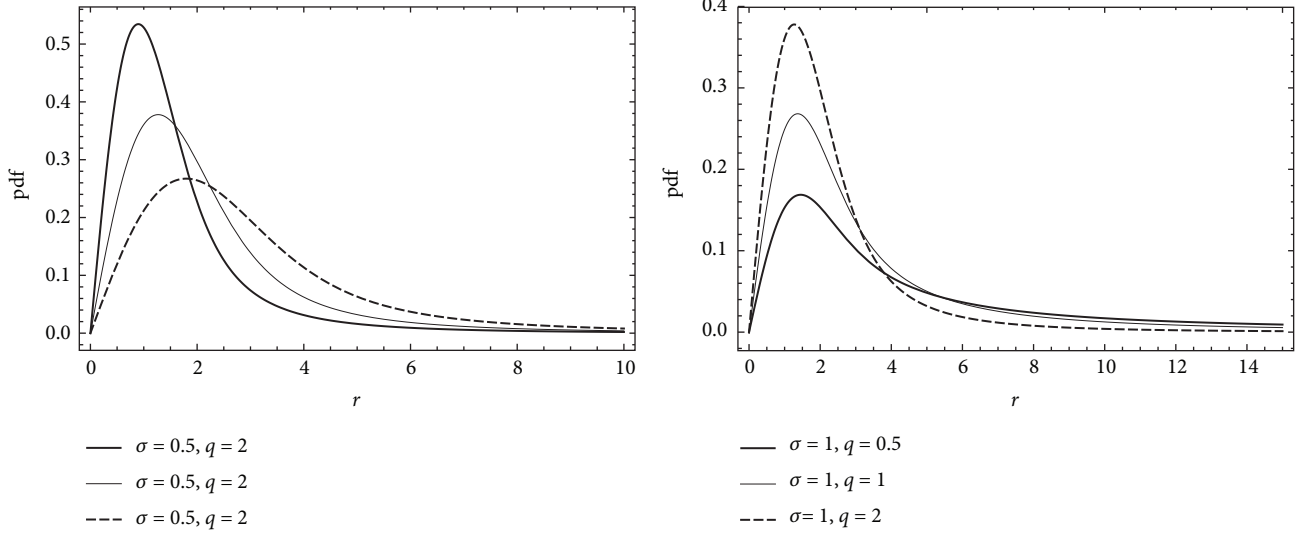 0.5
0.4
0.3
0.2
0.1
0.0
pdf
0 2 4 6 8 10
r
σ = 0.5, q = 2
σ = 0.5, q = 2
σ = 0.5, q = 2
0.4
0.3
0.2
0.1
0.0
pdf
0 2 4 6 8 10 12 14
r
σ = 1, q = 0.5
σ = 1, q = 1
σ= 1, q = 2